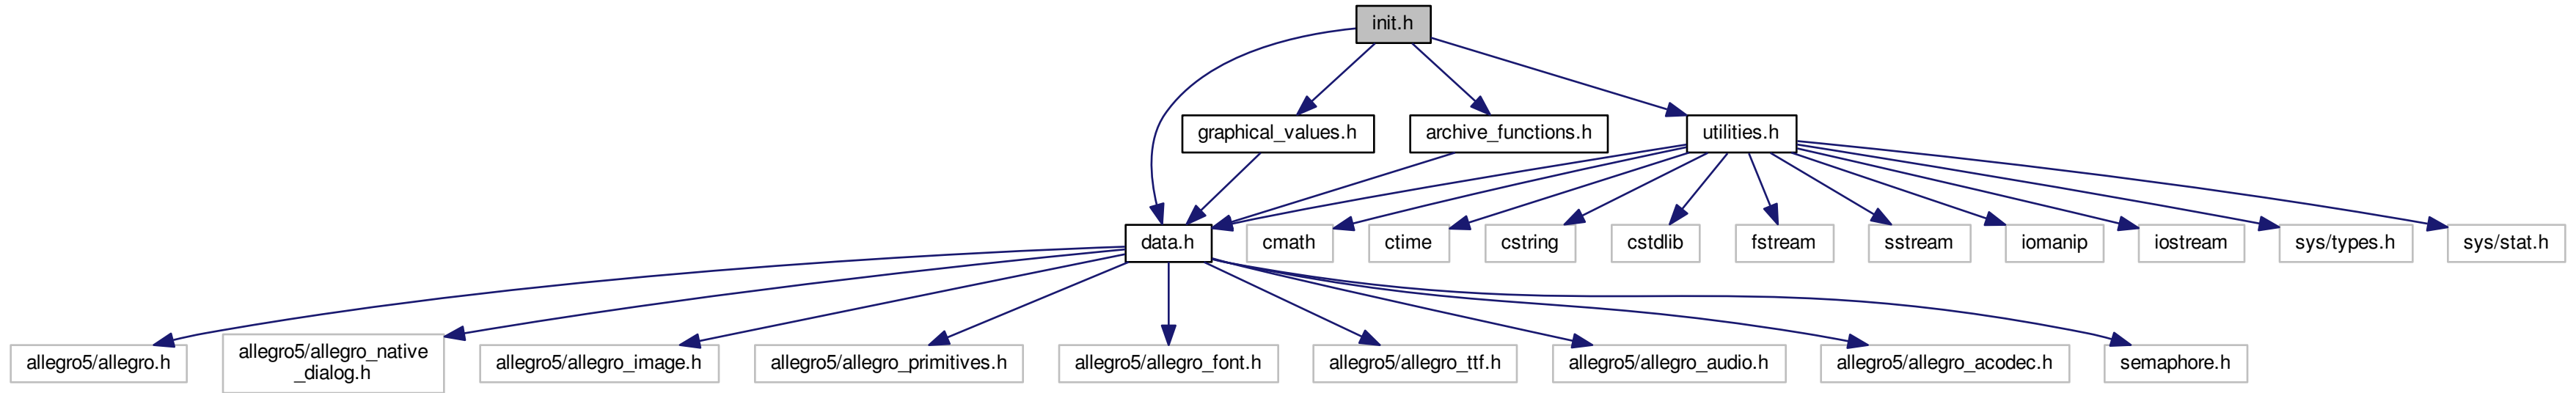 init.h
graphical_values.h
archive_functions.h
utilities.h
data.h
cmath
ctime
cstring
cstdlib
fstream
sstream
iomanip
iostream
sys/types.h
sys/stat.h
allegro5/allegro.h
allegro5/allegro_native
_dialog.h
allegro5/allegro_image.h
allegro5/allegro_primitives.h
allegro5/allegro_font.h
allegro5/allegro_ttf.h
allegro5/allegro_audio.h
allegro5/allegro_acodec.h
semaphore.h